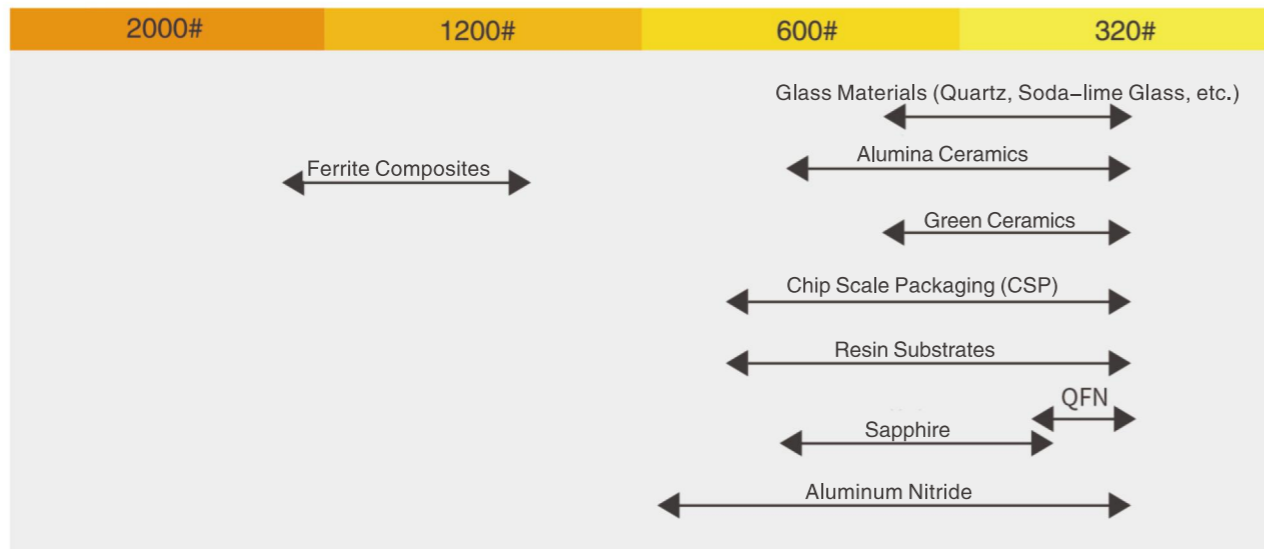 2000# 1200# 600# 320#
Glass Materials (Quartz, Soda–lime Glass, etc.)
Alumina Ceramics
Ferrite Composites
Green Ceramics
Chip Scale Packaging (CSP)
Resin Substrates
QFN
Sapphire
Aluminum Nitride